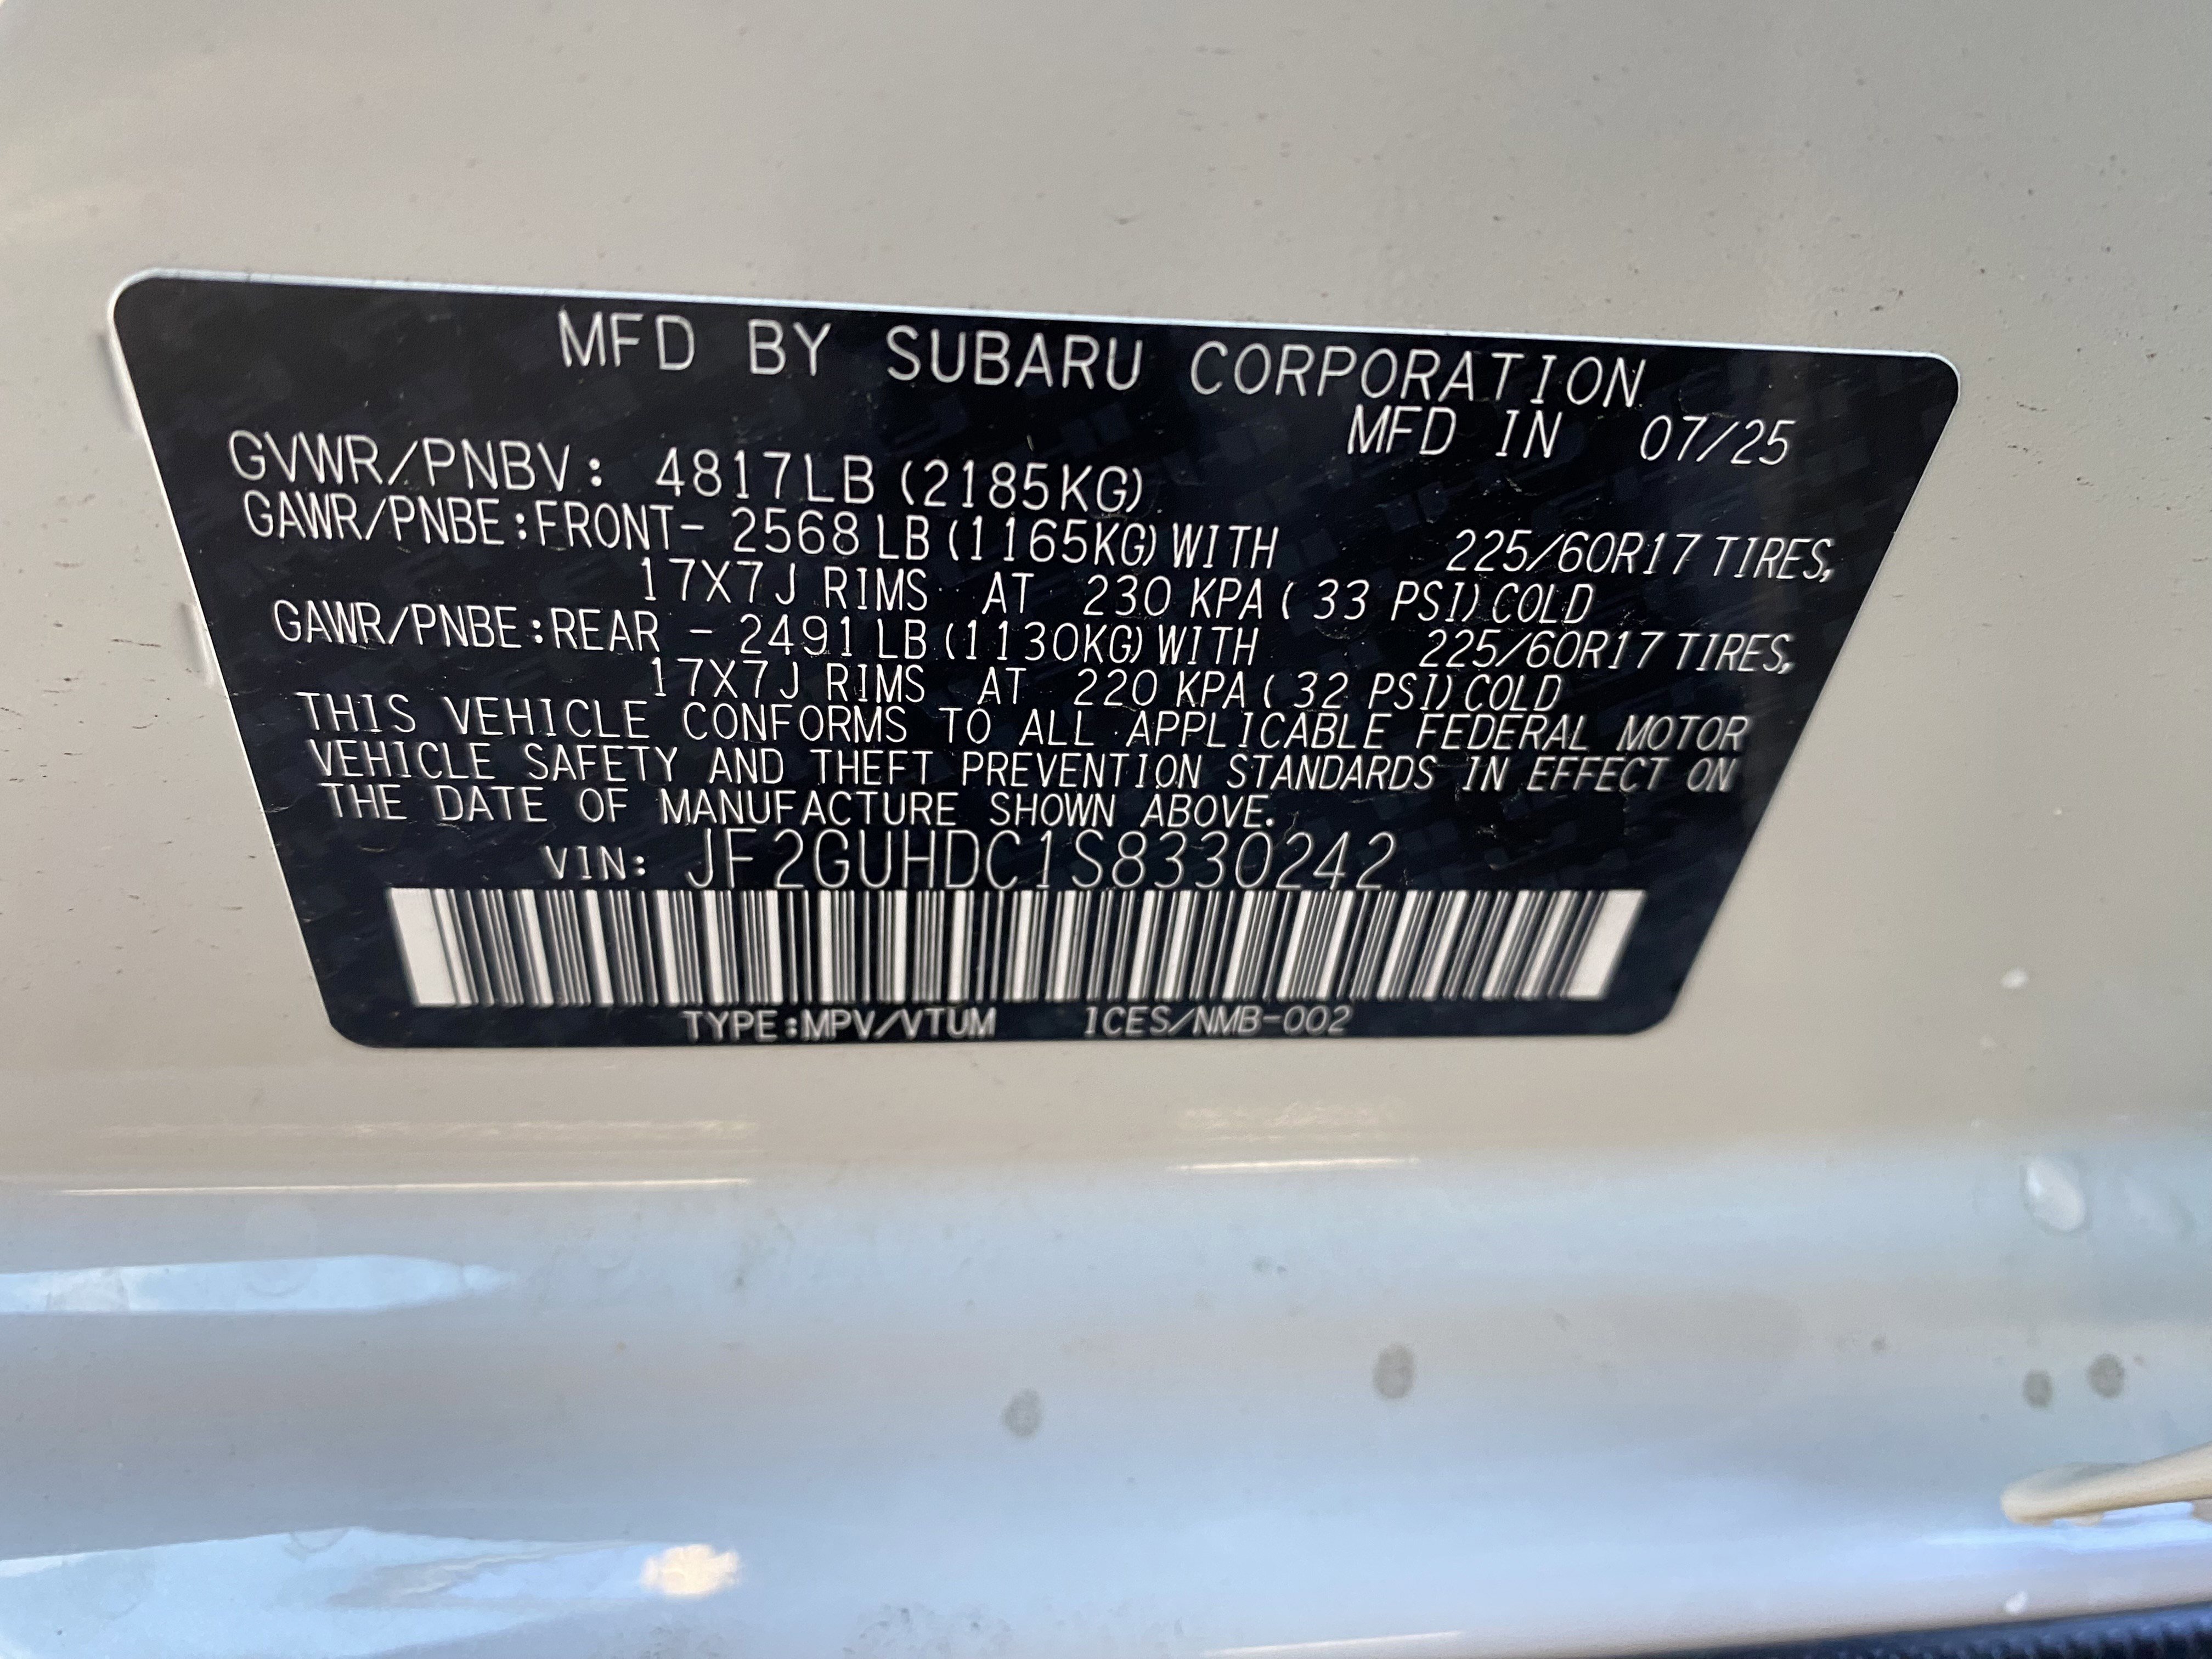 MFD BY SUBARU CORPORATION
MFD IN 07/25
GVWR/PNBV: 4817LB (2185KG)
GAWR/PNBE:FRONT- 2568 LB (1165KG) WITH 225/60R17 TIRES,
17X7J RIMS AT 230 KPA ( 33 PSI) COLD
GAWR/PNBE:REAR - 2491 LB (1130KG) WITH 225/60R17 TIRES,
17X7J RIMS AT 220 KPA ( 32 PSI) COLD
THIS VEHICLE CONFORMS TO ALL APPLICABLE FEDERAL MOTOR
VEHICLE SAFETY AND THEFT PREVENTION STANDARDS IN EFFECT ON
THE DATE OF MANUFACTURE SHOWN ABOVE.
VIN: JF2GUHDC1S8330242
TYPE:MPV/VTUM ICES/NMB-002